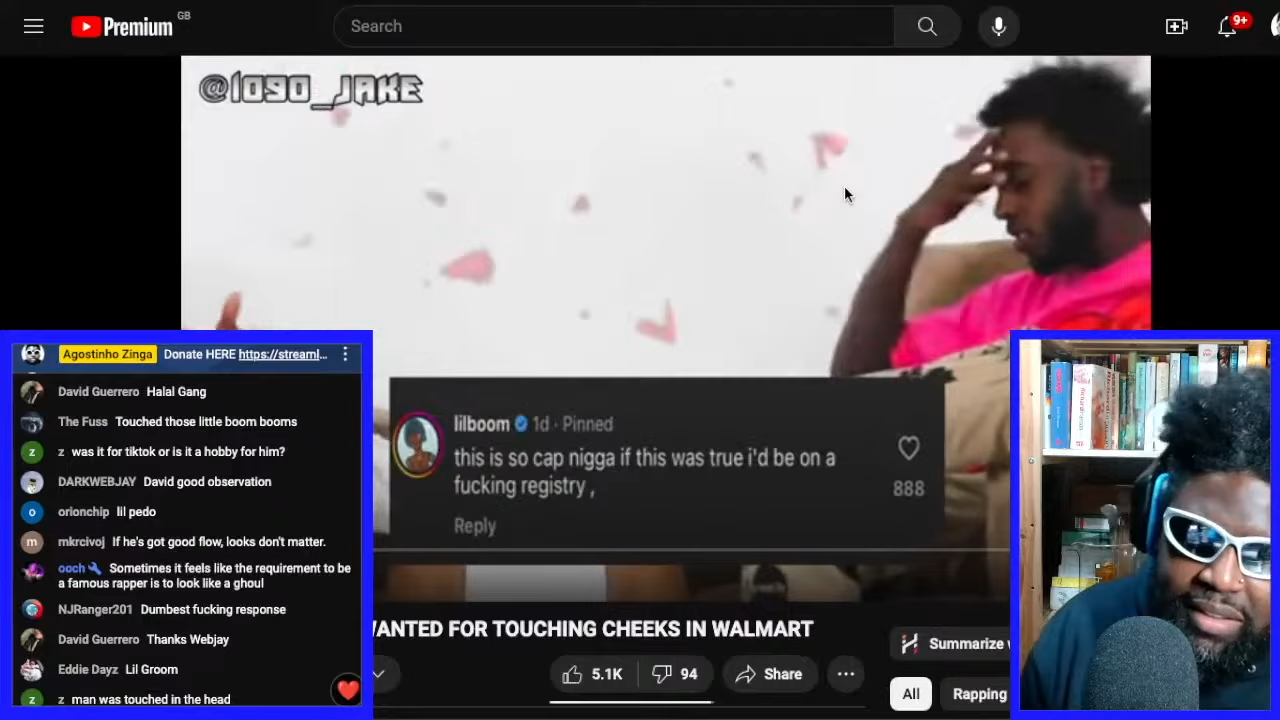 Premium GB
Search
9+
@1090_JAKE
lilboom 1d · Pinned
this is so cap nigga if this was true i'd be on a
fucking registry ,
888
Reply
Agostinho Zinga Donate HERE https://streaml...
David Guerrero Halal Gang
The Fuss Touched those little boom booms
z z was it for tiktok or is it a hobby for him?
DARKWEBJAY David good observation
o orionchip lil pedo
m mkrcivoj If he's got good flow, looks don't matter.
ooch Sometimes it feels like the requirement to be
a famous rapper is to look like a ghoul
NJRanger201 Dumbest fucking response
David Guerrero Thanks Webjay
Eddie Dayz Lil Groom
z z man was touched in the head
WANTED FOR TOUCHING CHEEKS IN WALMART
5.1K 94 Share
Summarize
All Rapping